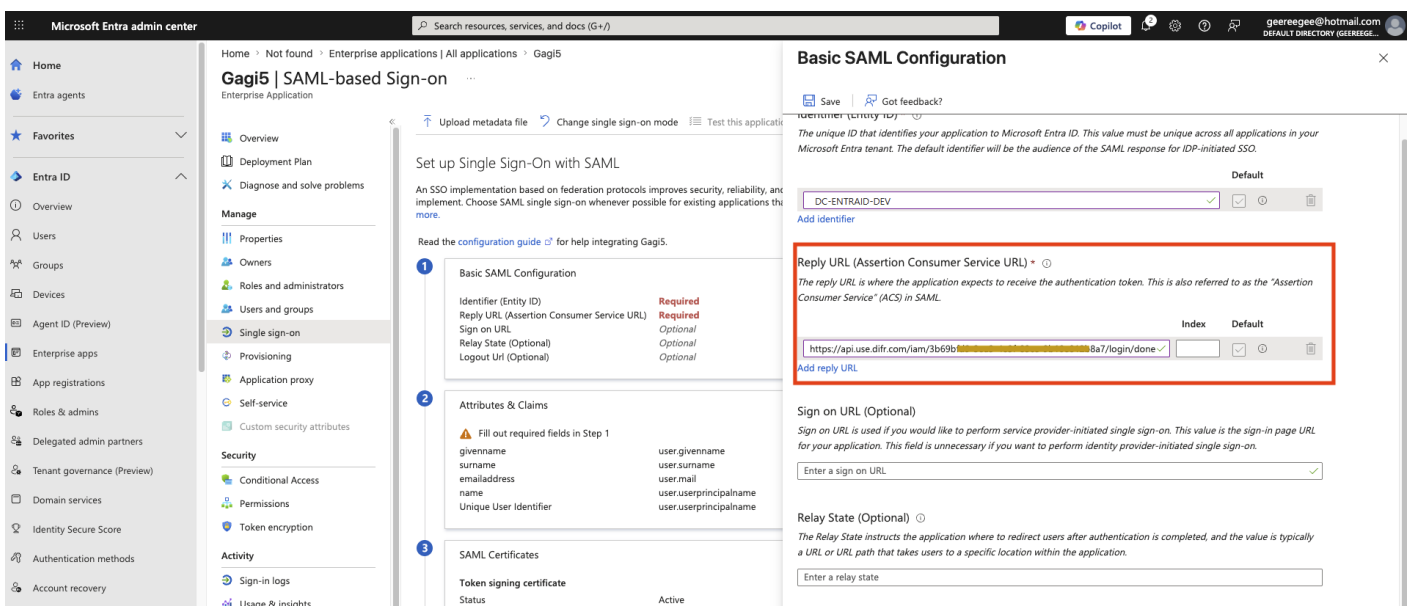 Microsoft Entra admin center
Search resources, services, and docs (G+/)
Copilot
2
geereegee@hotmail.com
DEFAULT DIRECTORY (GEEREEGE...
Home
Entra agents
Favorites
Entra ID
Overview
Users
Groups
Devices
Agent ID (Preview)
Enterprise apps
App registrations
Roles & admins
Delegated admin partners
Tenant governance (Preview)
Domain services
Identity Secure Score
Authentication methods
Account recovery
Home > Not found > Enterprise applications | All applications > Gagi5
Gagi5 | SAML-based Sign-on ...
Enterprise Application
Overview
Deployment Plan
Diagnose and solve problems
Manage
Properties
Owners
Roles and administrators
Users and groups
Single sign-on
Provisioning
Application proxy
Self-service
Custom security attributes
Security
Conditional Access
Permissions
Token encryption
Activity
Sign-in logs
Usage & insights
Upload metadata file Change single sign-on mode Test this applicatio
Set up Single Sign-On with SAML
An SSO implementation based on federation protocols improves security, reliability, and
implement. Choose SAML single sign-on whenever possible for existing applications tha
more.
Read the configuration guide for help integrating Gagi5.
1
Basic SAML Configuration
Identifier (Entity ID) Required
Reply URL (Assertion Consumer Service URL) Required
Sign on URL Optional
Relay State (Optional) Optional
Logout Url (Optional) Optional
2
Attributes & Claims
Fill out required fields in Step 1
givenname user.givenname
surname user.surname
emailaddress user.mail
name user.userprincipalname
Unique User Identifier user.userprincipalname
3
SAML Certificates
Token signing certificate
Status Active
Basic SAML Configuration
Save Got feedback?
Identifier (Entity ID) *
The unique ID that identifies your application to Microsoft Entra ID. This value must be unique across all applications in your
Microsoft Entra tenant. The default identifier will be the audience of the SAML response for IDP-initiated SSO.
Default
DC-ENTRAID-DEV
Add identifier
Reply URL (Assertion Consumer Service URL) *
The reply URL is where the application expects to receive the authentication token. This is also referred to as the "Assertion
Consumer Service" (ACS) in SAML.
Index Default
https://api.use.difr.com/iam/3b69b 8a7/login/done
Add reply URL
Sign on URL (Optional)
Sign on URL is used if you would like to perform service provider-initiated single sign-on. This value is the sign-in page URL
for your application. This field is unnecessary if you want to perform identity provider-initiated single sign-on.
Enter a sign on URL
Relay State (Optional)
The Relay State instructs the application where to redirect users after authentication is completed, and the value is typically
a URL or URL path that takes users to a specific location within the application.
Enter a relay state